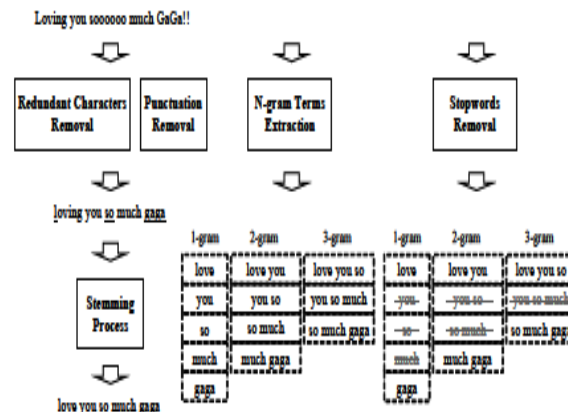 Loving you soooooo much GaGa!!
Redundant Characters
Removal
Punctuation
Removal
N-gram Terms
Extraction
Stopwords
Removal
loving you so much gaga
Stemming
Process
love you so much gaga
1-gram 2-gram 3-gram
love love you love you so
you you so you so much
so so much so much gaga
much much gaga
gaga
1-gram 2-gram 3-gram
love love you love you so
you you so you so much
so so much so much gaga
much much gaga
gaga